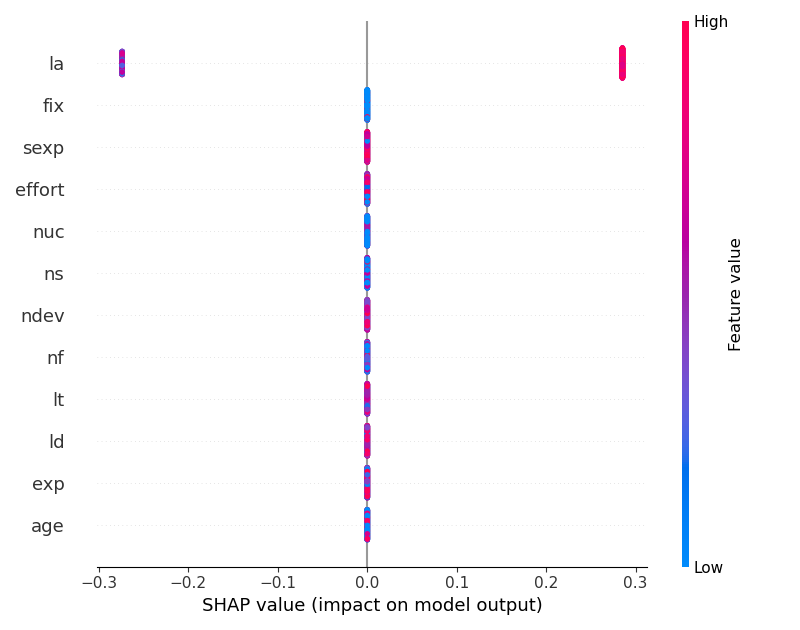 High
la
fix
sexp
effort
nuc
ns
ndev
nf
lt
ld
exp
age
Feature value
Low
−0.3 −0.2 −0.1 0.0 0.1 0.2 0.3
SHAP value (impact on model output)